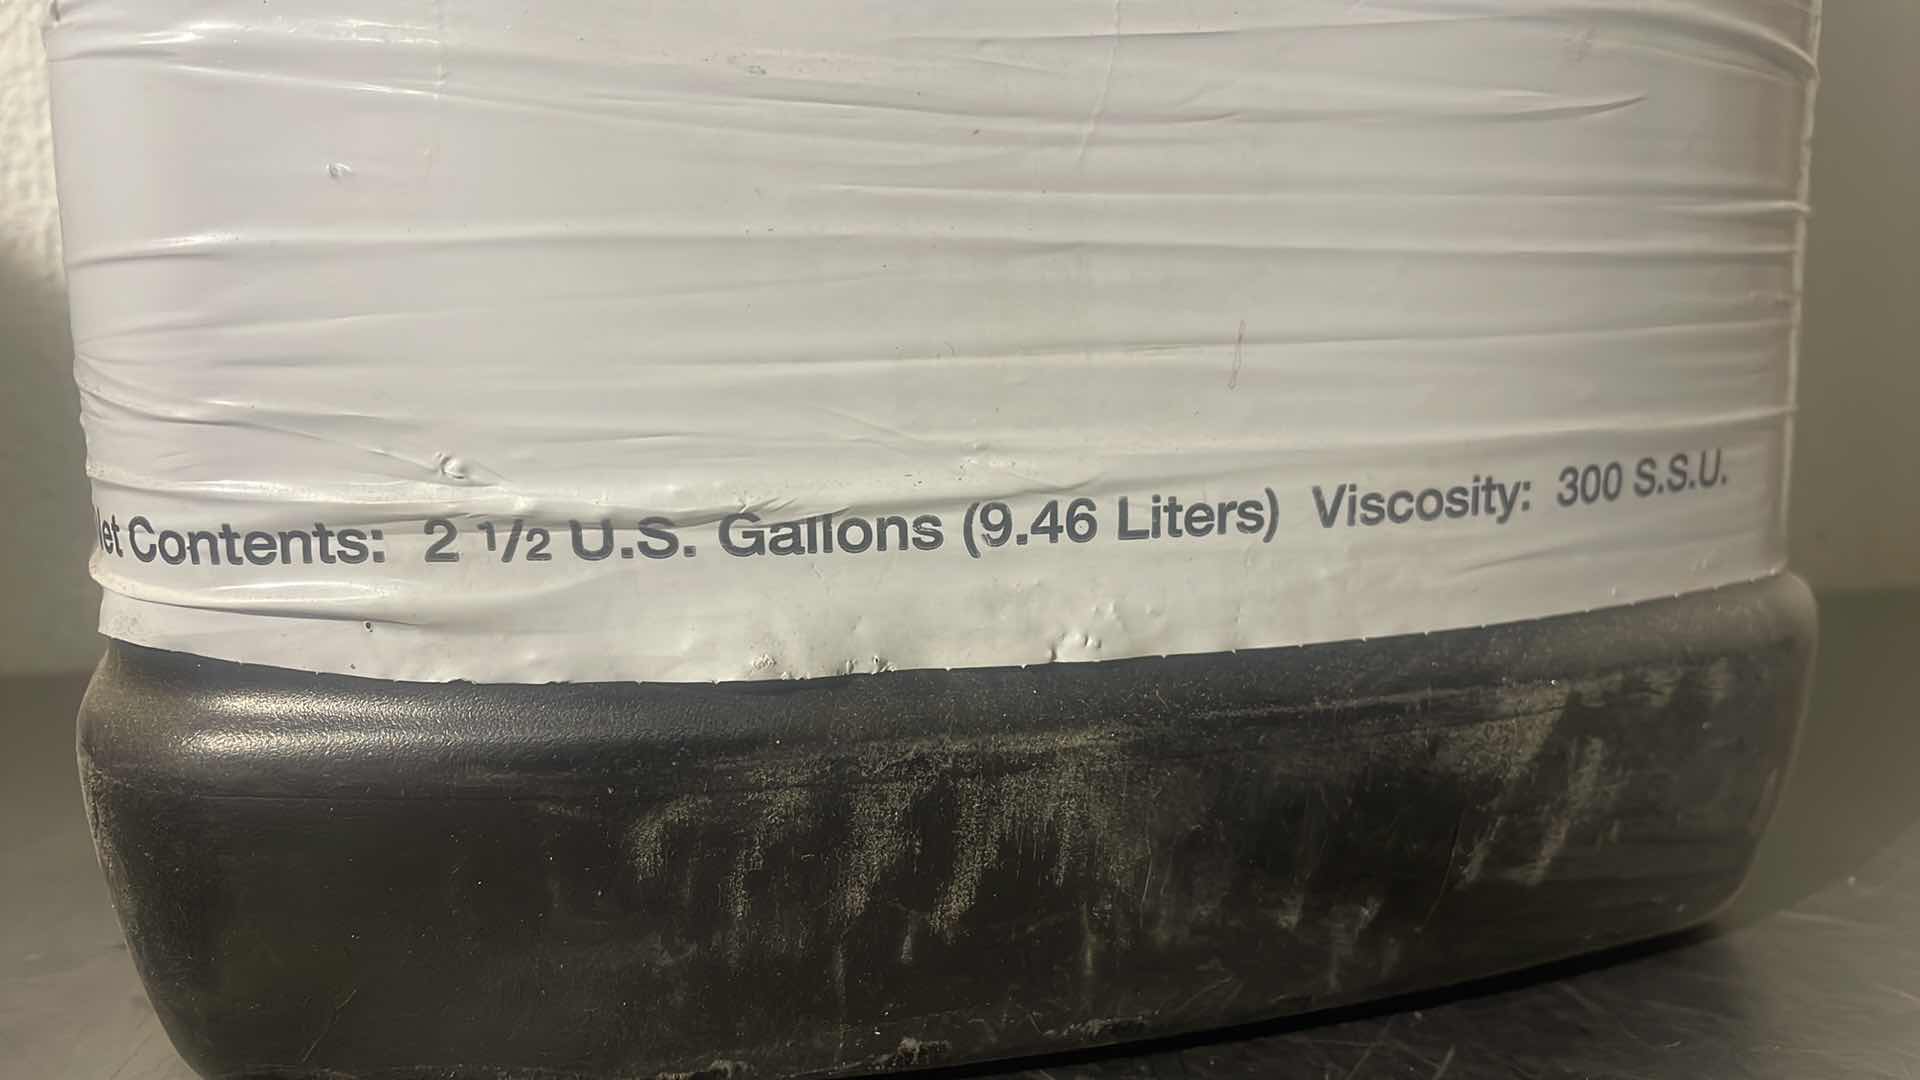 et Contents: 2 1/2 U.S. Gallons (9.46 Liters) Viscosity: 300 S.S.U.